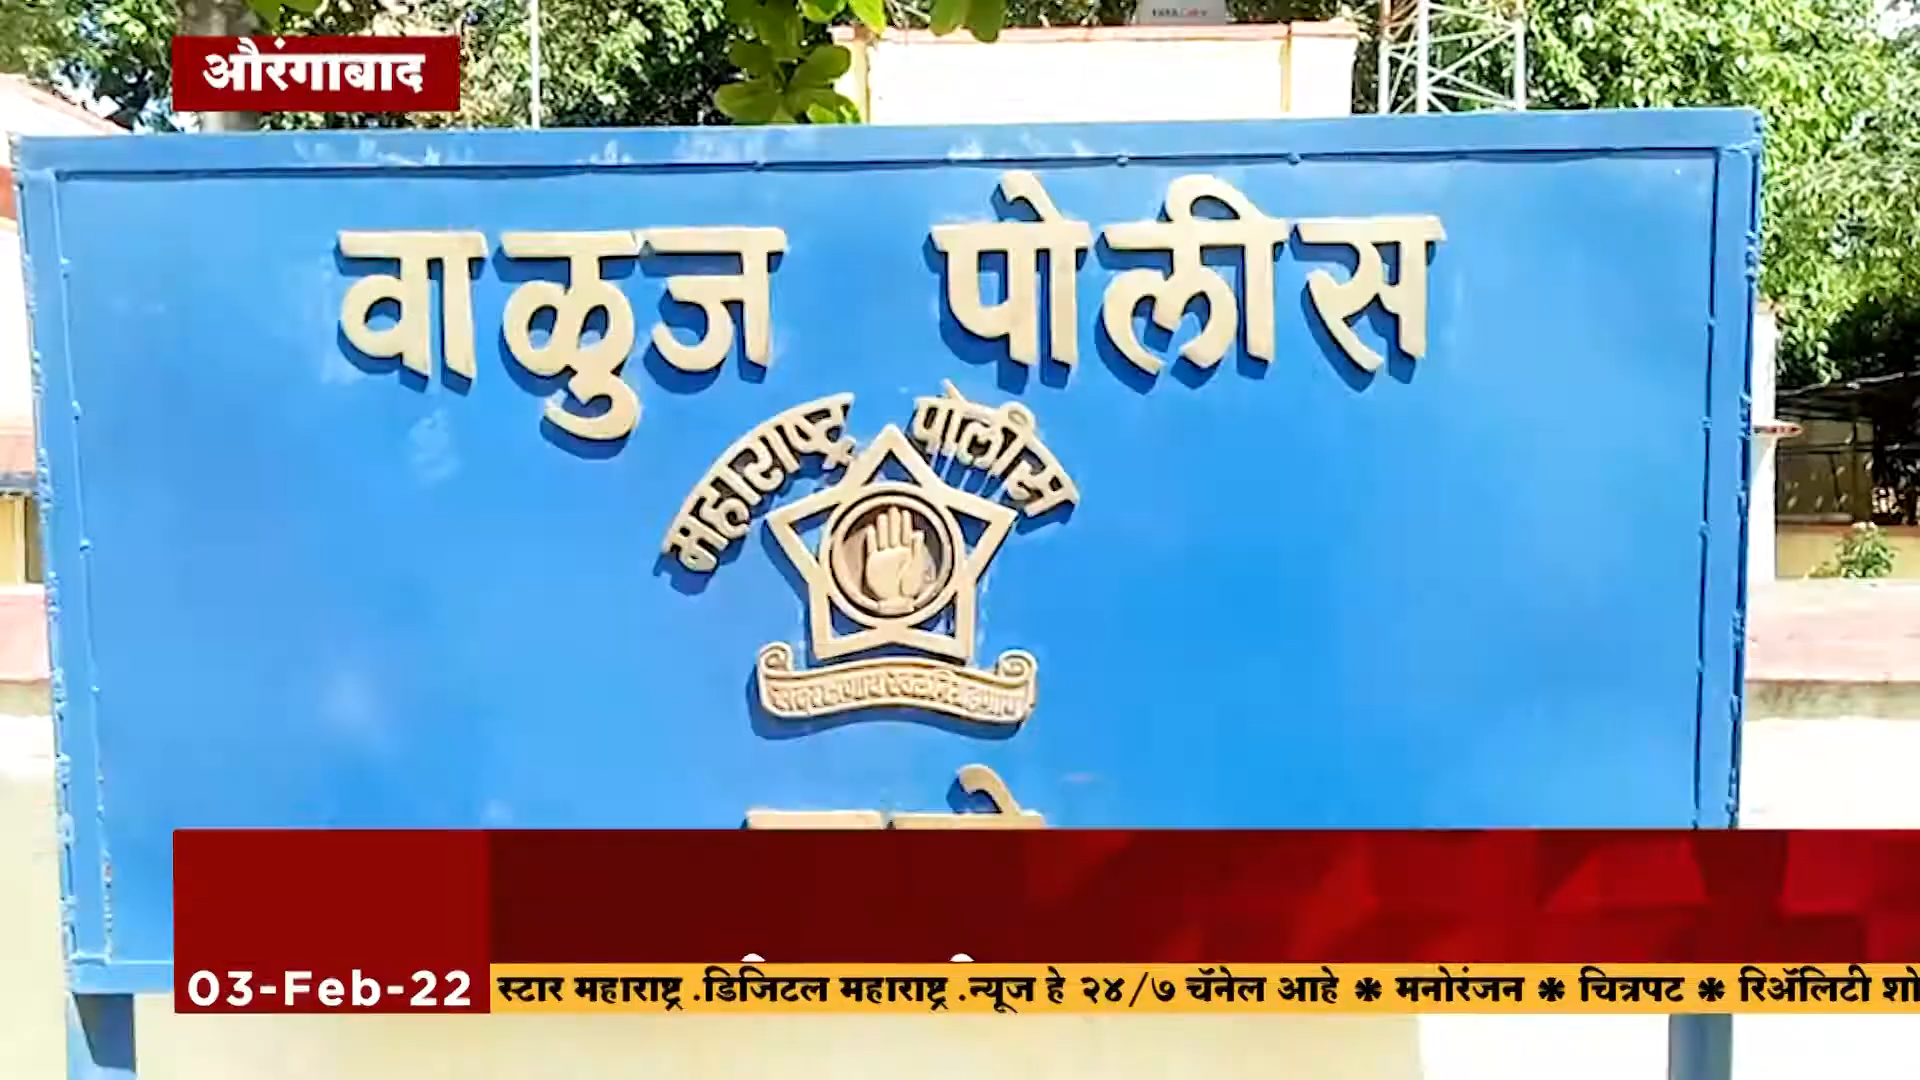 औरंगाबाद
वाळुज पोलीस
महाराष्ट्र पोलीस
03-Feb-22
स्टार महाराष्ट्र .डिजिटल महाराष्ट्र .न्यूज हे २४/७ चॅनेल आहे ✱ मनोरंजन ✱ चित्रपट ✱ रिॲलिटी शो